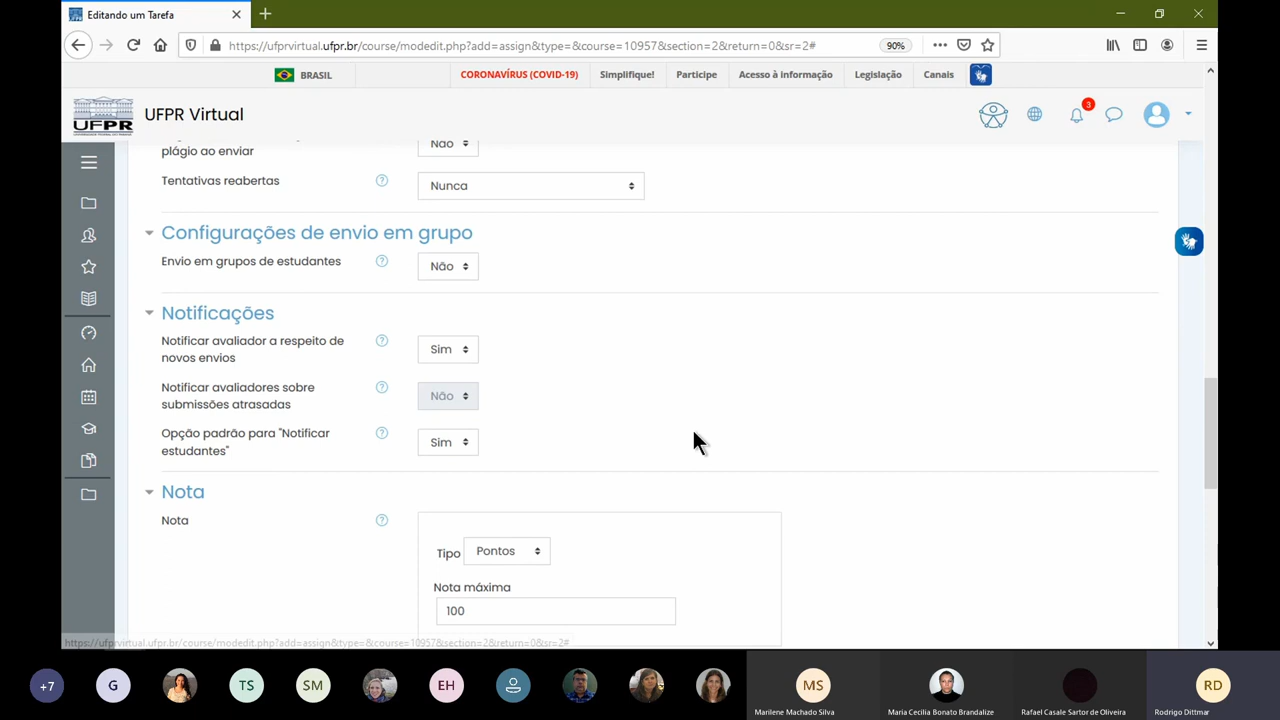 Editando um Tarefa
https://ufprvirtual.ufpr.br/course/modedit.php?add=assign&type=&course=10957&section=2&return=0&sr=2#
90%
BRASIL
CORONAVÍRUS (COVID-19)
Simplifique!
Participe
Acesso à informação
Legislação
Canais
UFPR
UFPR Virtual
3
plágio ao enviar
Não
Tentativas reabertas
Nunca
Configurações de envio em grupo
Envio em grupos de estudantes
Não
Notificações
Notificar avaliador a respeito de
novos envios
Sim
Notificar avaliadores sobre
submissões atrasadas
Não
Opção padrão para "Notificar
estudantes"
Sim
Nota
Nota
Tipo
Pontos
Nota máxima
100
https://ufprvirtual.ufpr.br/course/modedit.php?add=assign&type=&course=10957&section=2&return=0&sr=2#
+7
G
TS
SM
EH
MS
RD
Marilene Machado Silva
Maria Cecilia Bonato Brandalize
Rafael Casale Sartor de Oliveira
Rodrigo Dittmar